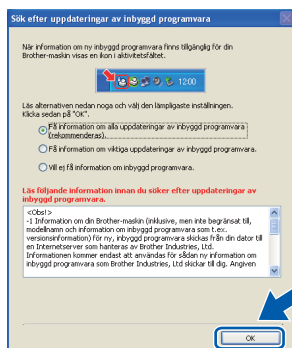 Sök efter uppdateringar av inbyggd programvara
När information om ny inbyggd programvara finns tillgänglig för din
Brother-maskin visas en ikon i aktivitetsfältet.
12:00
Läs alternativen nedan noga och välj den lämpligaste inställningen.
Klicka sedan på "OK".
Få information om alla uppdateringar av inbyggd programvara
(rekommenderas).
Få information om viktiga uppdateringar av inbyggd programvara.
Vill ej få information om inbyggd programvara.
Läs följande information innan du söker efter uppdateringar av
inbyggd programvara.
<Obs!>
-1 Information om din Brother-maskin (inklusive, men inte begränsat till,
modellnamn och information om inbyggd programvara som t.ex.
versionsinformation) för ny, inbyggd programvara skickas från din dator till
en Internetserver som hanteras av Brother Industries, Ltd.
Informationen kommer endast att användas för sådan ny information om
inbyggd programvara som Brother Industries, Ltd skickar till dig. Angiven
OK